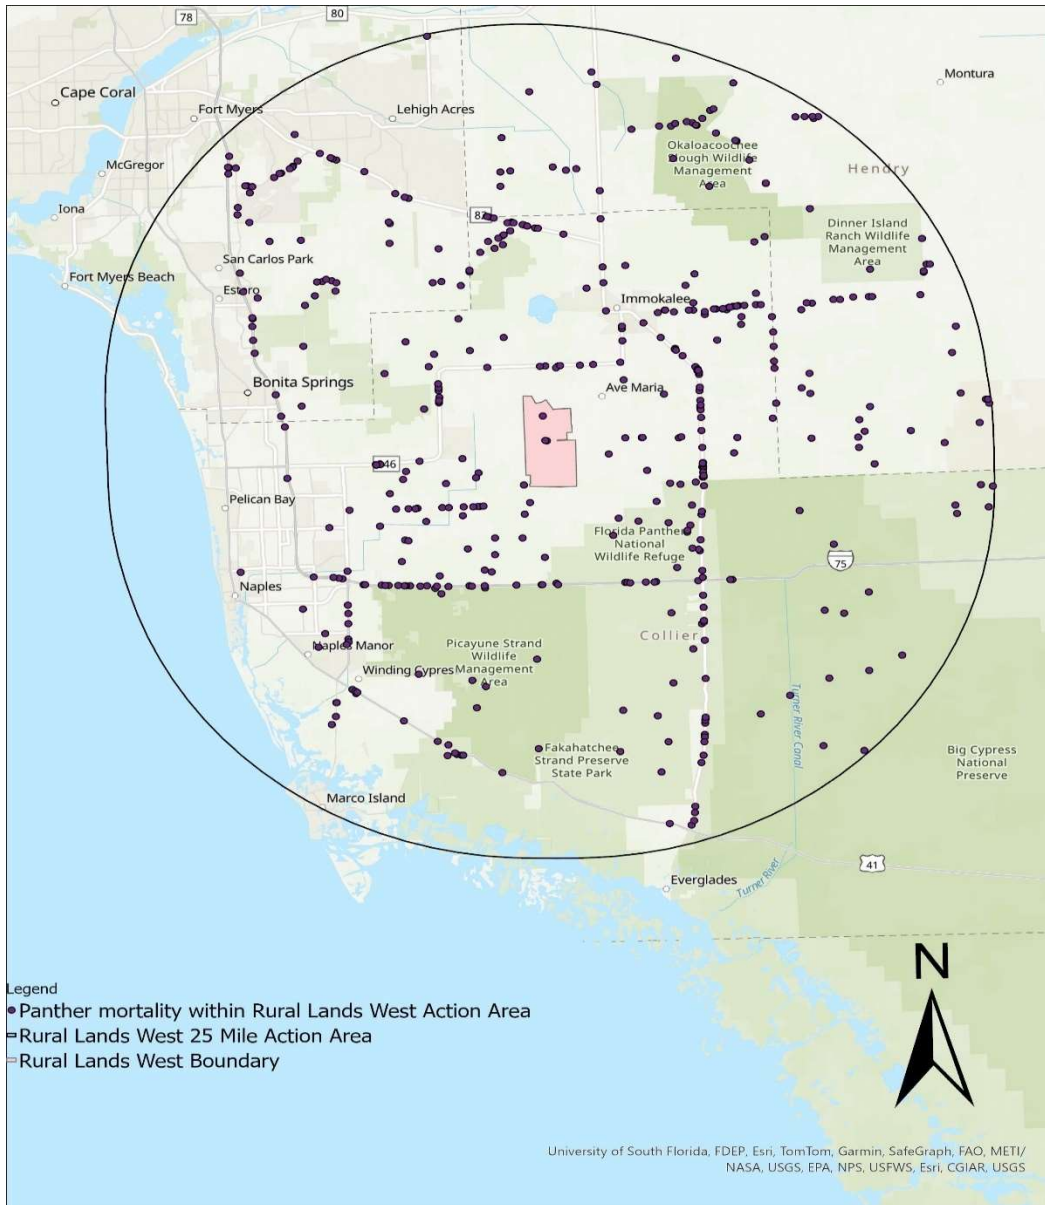 78
80
Montura
Cape Coral
Fort Myers
Lehigh Acres
Okaloacoochee
Slough Wildlife
Management
Area
McGregor
Hendry
Iona
82
Dinner Island
Ranch Wildlife
Management
Area
San Carlos Park
Fort Myers Beach
Estero
Immokalee
Bonita Springs
Ave Maria
846
Pelican Bay
Florida Panther
National
Wildlife Refuge
75
Naples
Collier
Picayune Strand
Wildlife
Management
Area
Naples Manor
Winding Cypres
Turner River Canal
Fakahatchee
Strand Preserve
State Park
Big Cypress
National
Preserve
Marco Island
41
Everglades
Turner River
N
Legend
Panther mortality within Rural Lands West Action Area
Rural Lands West 25 Mile Action Area
Rural Lands West Boundary
University of South Florida, FDEP, Esri, TomTom, Garmin, SafeGraph, FAO, METI/
NASA, USGS, EPA, NPS, USFWS, Esri, CGIAR, USGS